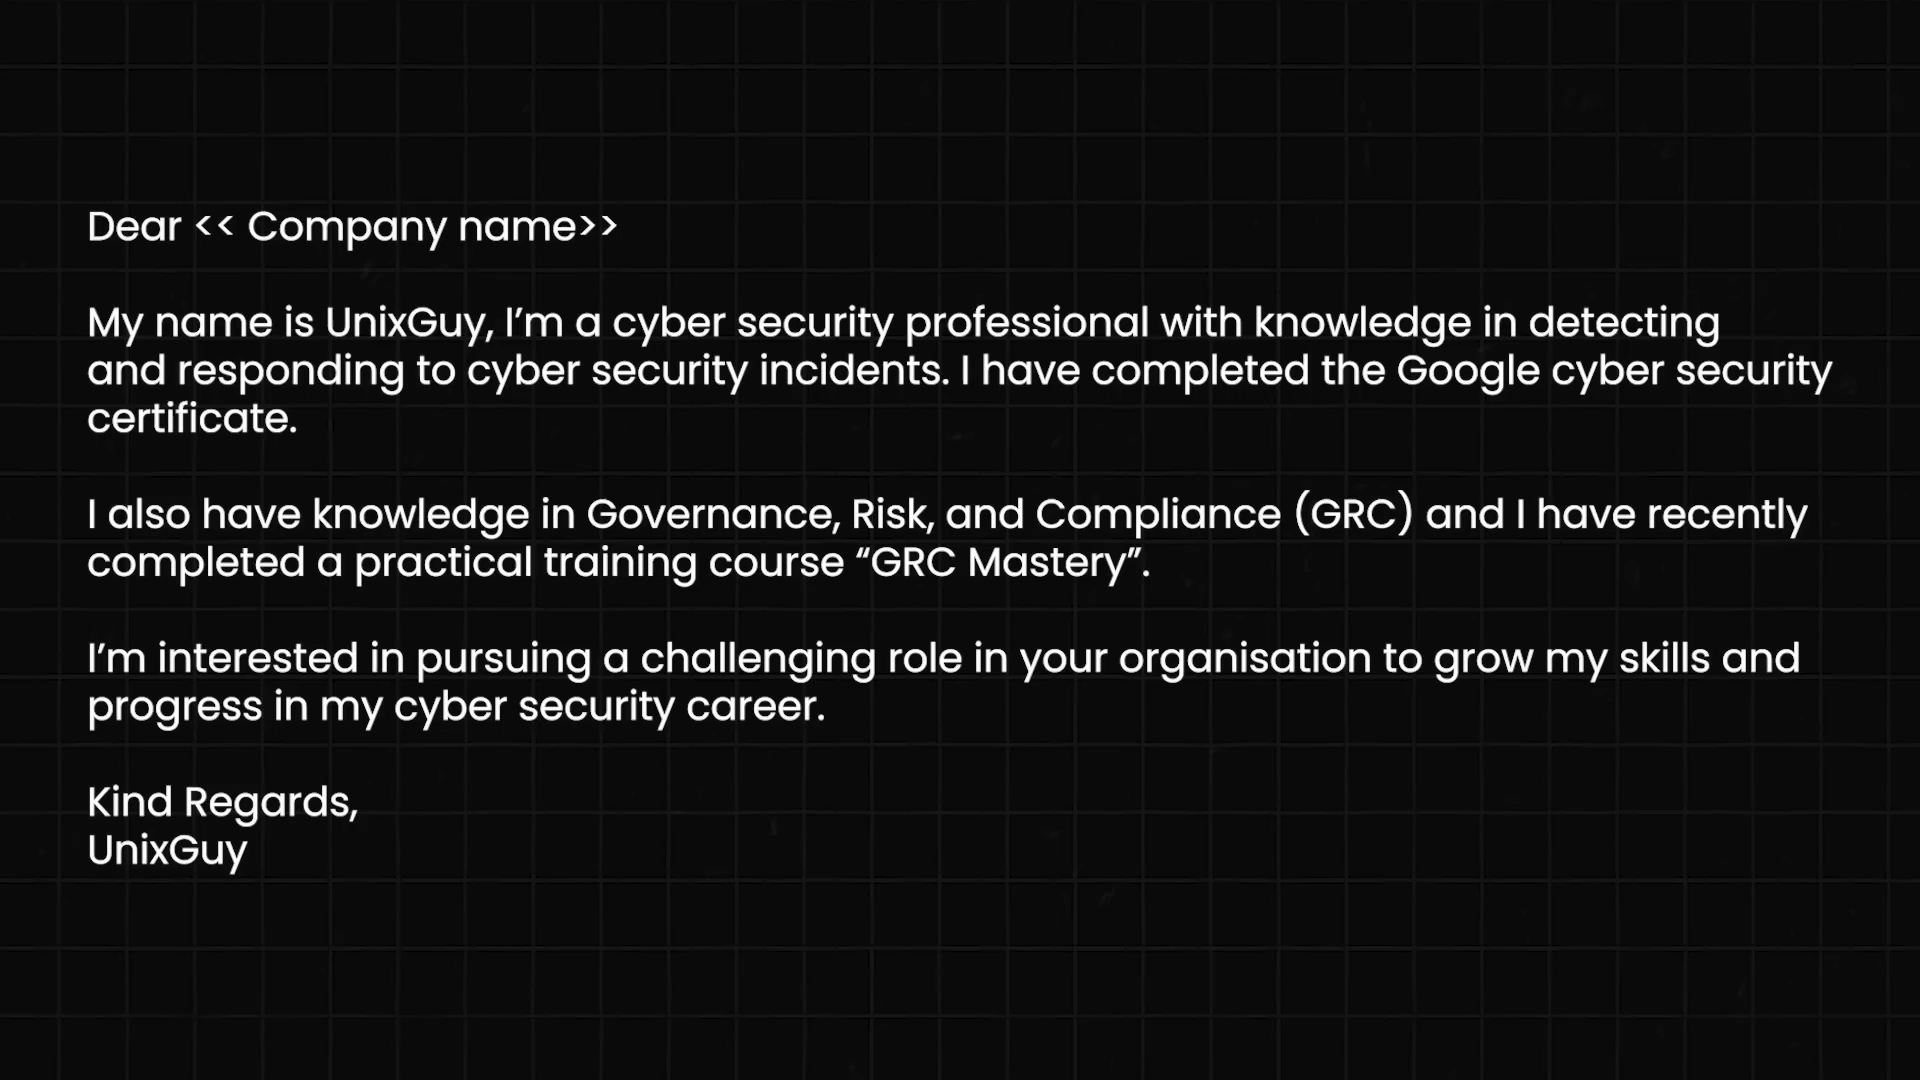 Dear << Company name>>
My name is UnixGuy, I’m a cyber security professional with knowledge in detecting
and responding to cyber security incidents. I have completed the Google cyber security
certificate.
I also have knowledge in Governance, Risk, and Compliance (GRC) and I have recently
completed a practical training course “GRC Mastery”.
I’m interested in pursuing a challenging role in your organisation to grow my skills and
progress in my cyber security career.
Kind Regards,
UnixGuy